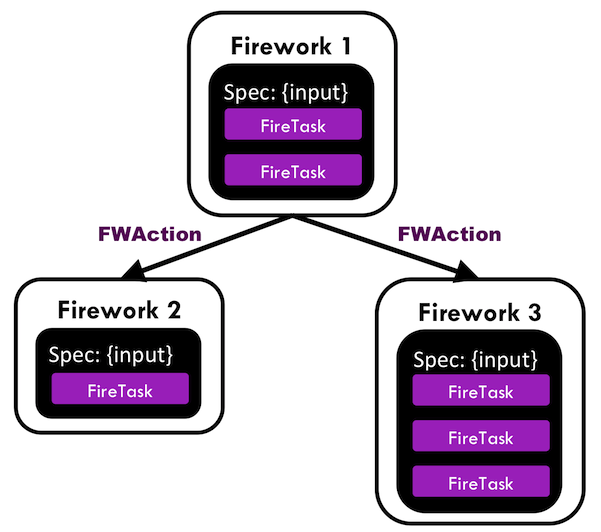 Firework 1
Spec: {input}
FireTask
FireTask
FWAction
FWAction
Firework 2
Spec: {input}
FireTask
Firework 3
Spec: {input}
FireTask
FireTask
FireTask